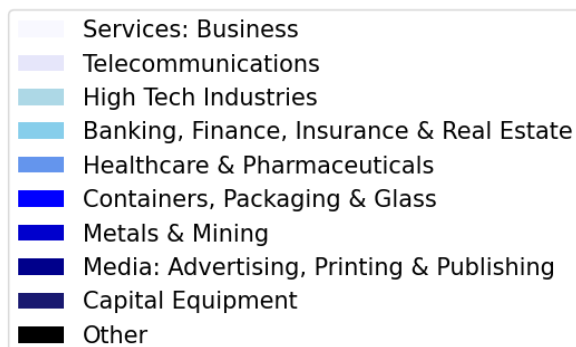 Services: Business
Telecommunications
High Tech Industries
Banking, Finance, Insurance & Real Estate
Healthcare & Pharmaceuticals
Containers, Packaging & Glass
Metals & Mining
Media: Advertising, Printing & Publishing
Capital Equipment
Other